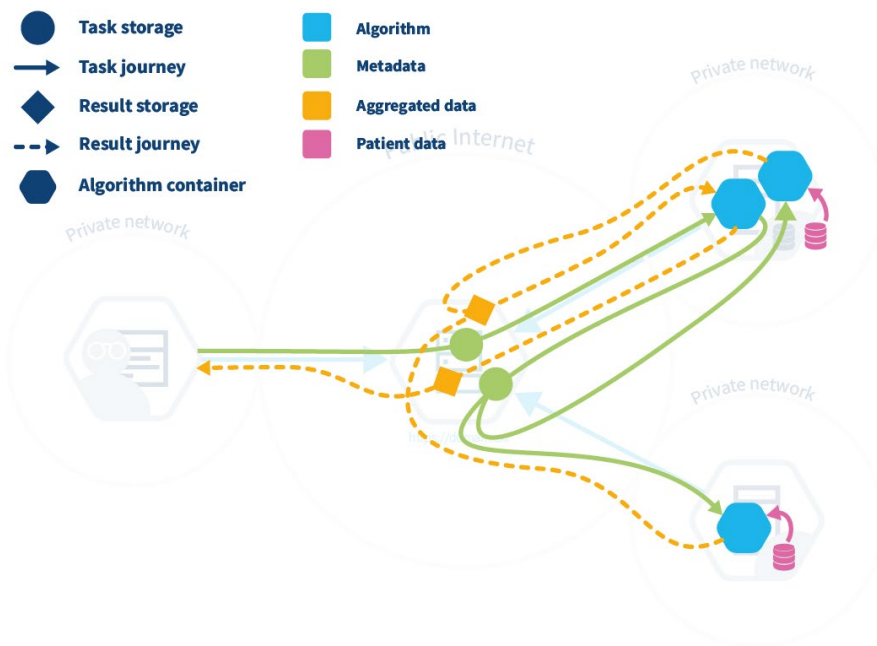 Task storage
Task journey
Result storage
Result journey
Algorithm container
Algorithm
Metadata
Aggregated data
Patient data
Public Internet
Private network
Private network
Private network